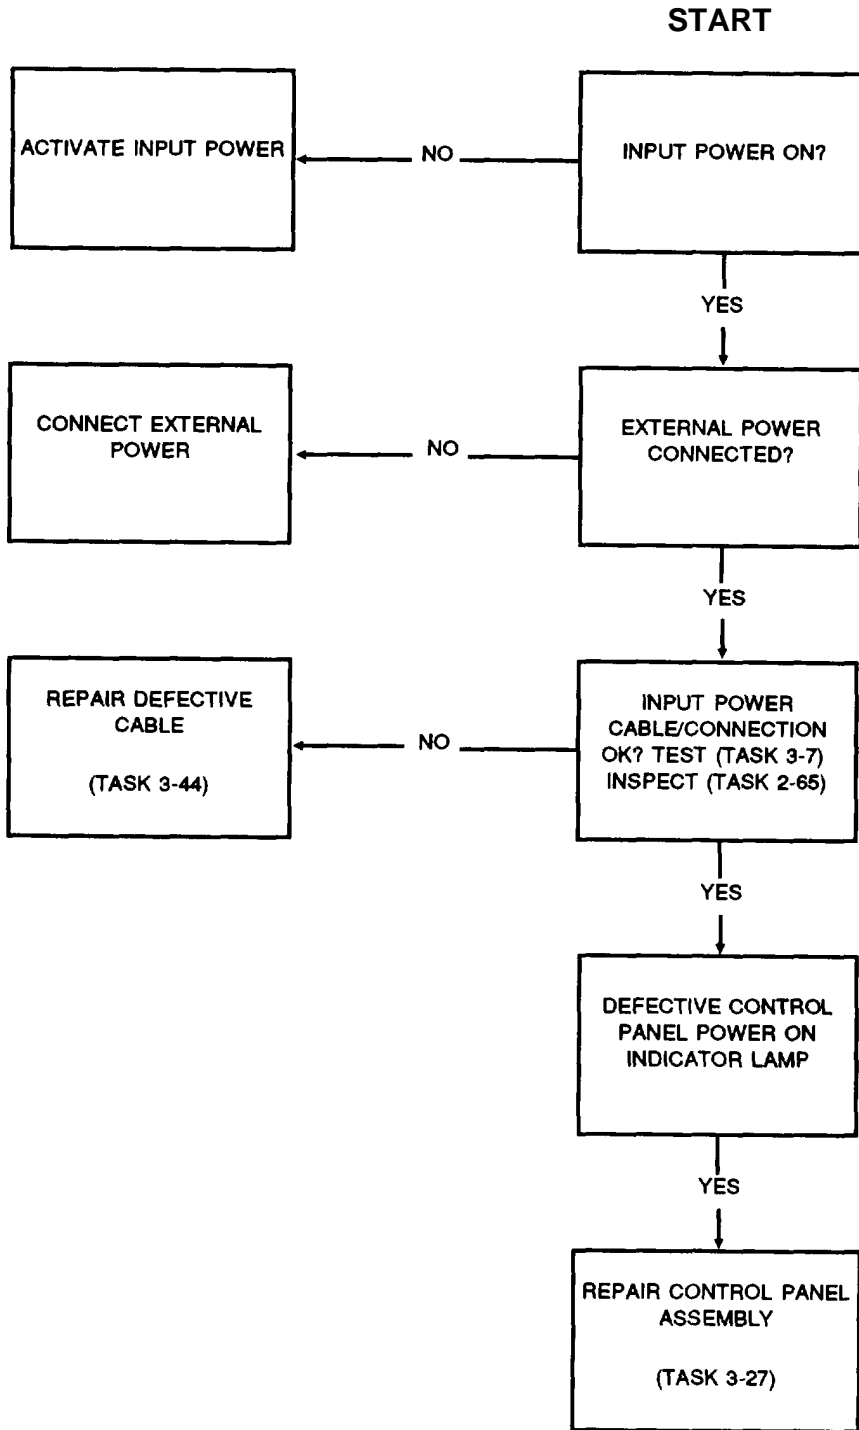 START
INPUT POWER ON?
NO
ACTIVATE INPUT POWER
YES
EXTERNAL POWER
CONNECTED?
NO
CONNECT EXTERNAL
POWER
YES
INPUT POWER
CABLE/CONNECTION
OK? TEST (TASK 3-7)
INSPECT (TASK 2-65)
NO
REPAIR DEFECTIVE
CABLE
(TASK 3-44)
YES
DEFECTIVE CONTROL
PANEL POWER ON
INDICATOR LAMP
YES
REPAIR CONTROL PANEL
ASSEMBLY
(TASK 3-27)